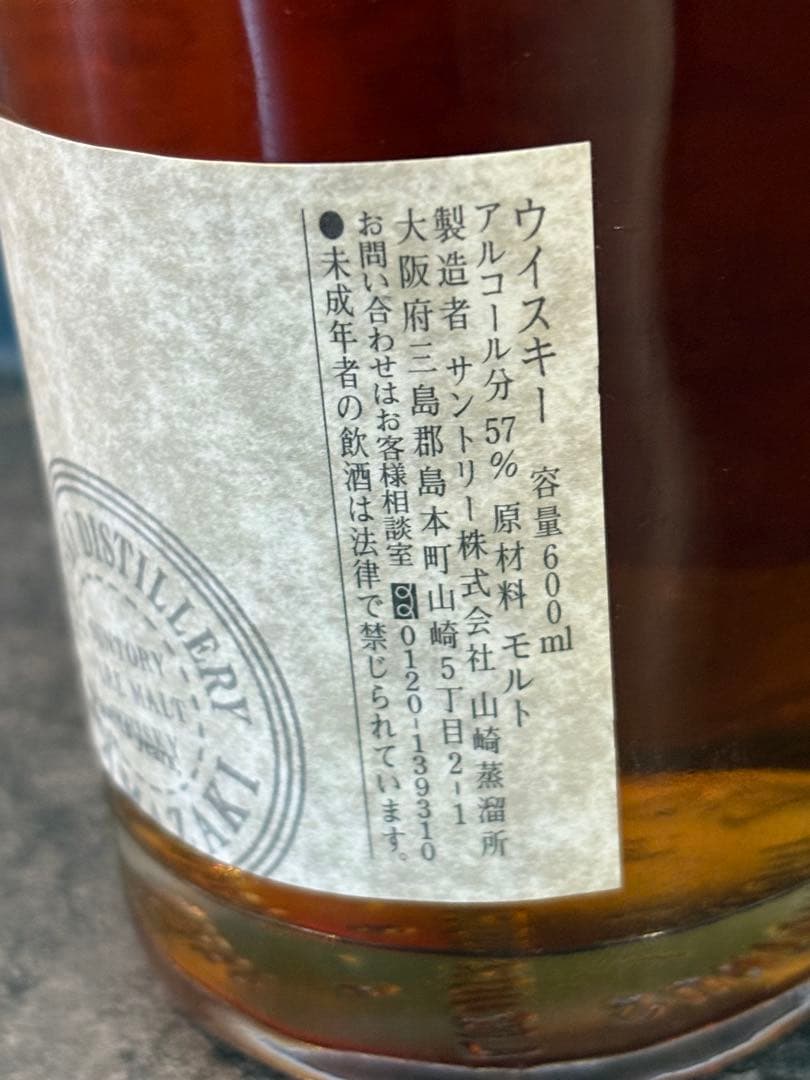 ウイスキー 容量600ml
アルコール分 57% 原材料 モルト
製造者 サントリー株式会社 山崎蒸溜所
大阪府三島郡島本町山崎5丁目2-1
お問い合わせはお客様相談室 0120-139310
●未成年者の飲酒は法律で禁じられています。
DISTILLERY
MALT